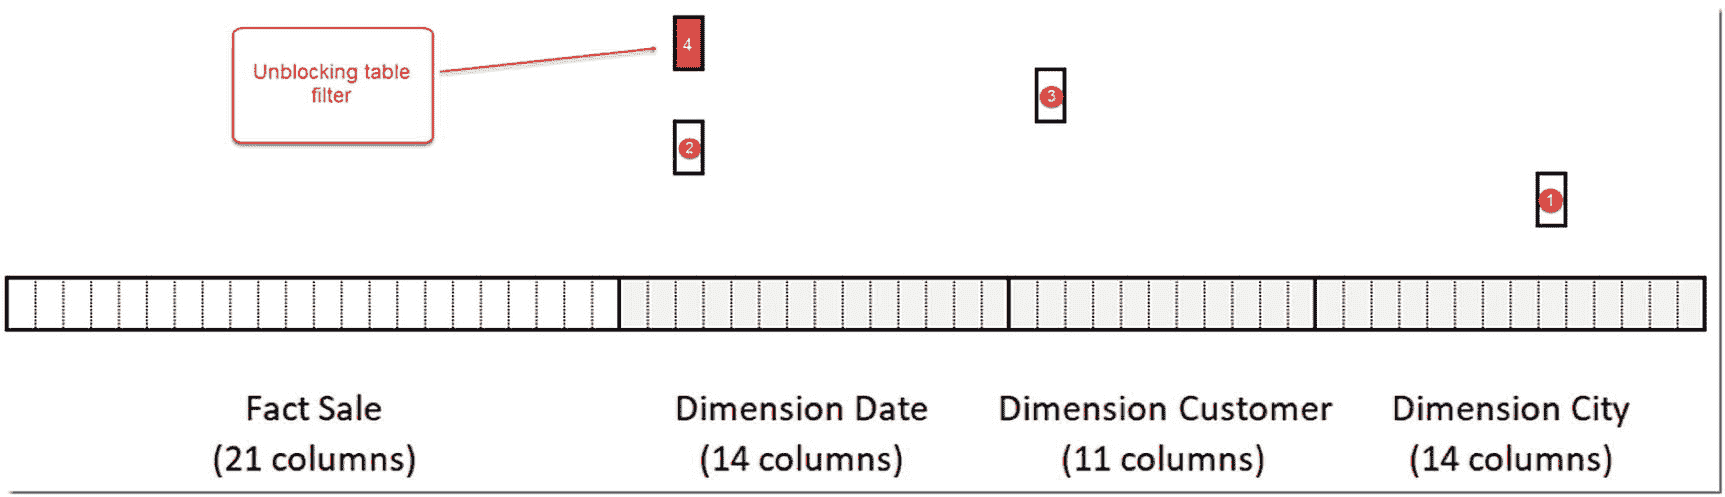 4
Unblocking table
filter
3
2
1
Fact Sale
(21 columns)
Dimension Date
(14 columns)
Dimension Customer
(11 columns)
Dimension City
(14 columns)